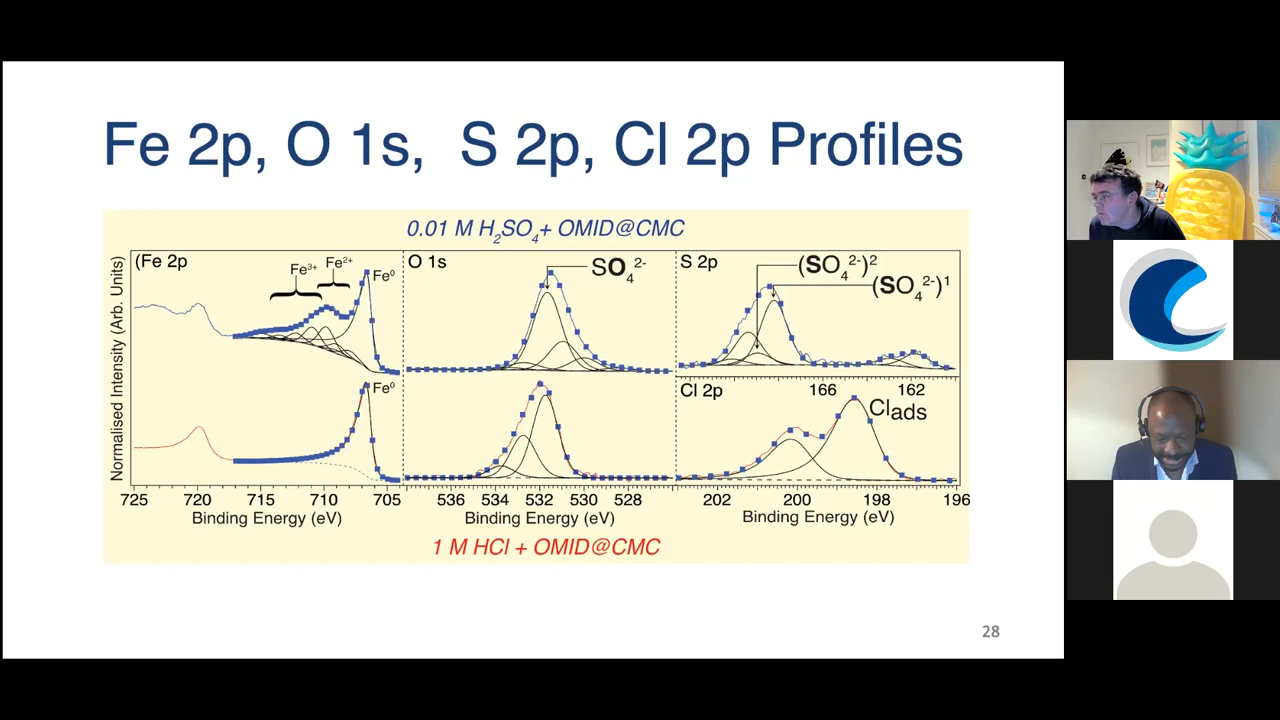 Fe 2p, O 1s, S 2p, Cl 2p Profiles
0.01 M H₂SO₄+ OMID@CMC
(Fe 2p
Fe³⁺
Fe²⁺
Fe⁰
O 1s
SO₄²⁻
S 2p
(SO₄²⁻)²
(SO₄²⁻)¹
166 162
Fe⁰
Cl 2p
Clads
Normalised Intensity (Arb. Units)
725 720 715 710 705
536 534 532 530 528
202 200 198 196
Binding Energy (eV)
Binding Energy (eV)
Binding Energy (eV)
1 M HCl + OMID@CMC
28